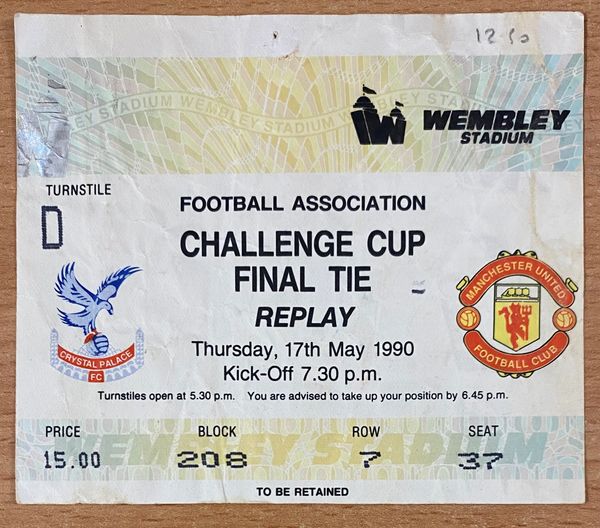 12.50
WEMBLEY STADIUM WEMBLEY STADIUM WEMBLEY STADIUM
WEMBLEY
STADIUM
TURNSTILE
D
FOOTBALL ASSOCIATION
CHALLENGE CUP
FINAL TIE
REPLAY
Thursday, 17th May 1990
Kick-Off 7.30 p.m.
CRYSTAL PALACE
FC
MANCHESTER UNITED
FOOTBALL CLUB
Turnstiles open at 5.30 p.m. You are advised to take up your position by 6.45 p.m.
WEMBLEY STADIUM
PRICE BLOCK ROW SEAT
15.00 208 7 37
TO BE RETAINED